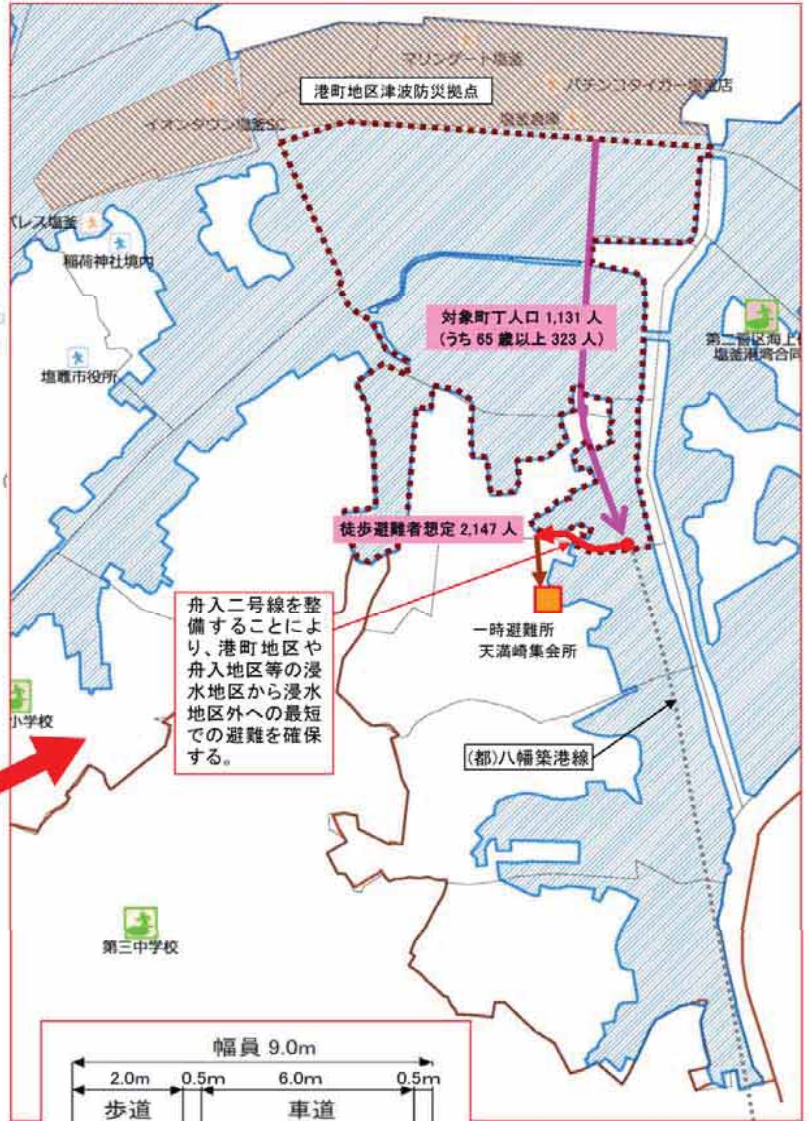 マリンゲート塩釜
港町地区津波防災拠点
パチンコタイガー塩釜店
イオンタウン塩釜SC
塩釜倉庫
パレス塩釜
稲荷神社境内
対象町丁人口 1,131 人
(うち 65 歳以上 323 人)
第二管区海上
塩釜港湾合同
塩竈市役所
徒歩避難者想定 2,147 人
舟入二号線を整
備することによ
り、港町地区や
舟入地区等の浸
水地区から浸水
地区外への最短
での避難を確保
する。
一時避難所
天満崎集会所
小学校
(都)八幡築港線
第三中学校
幅員 9.0m
2.0m 0.5m 6.0m 0.5m
歩道 車道